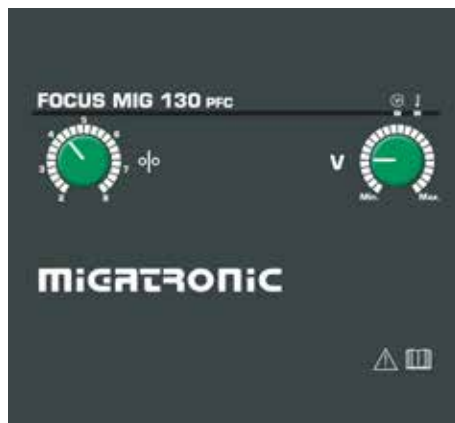 FOCUS MIG 130 PFC
5
4 6
3 7
2 8
V
Min. Max.
MIGATRONIC